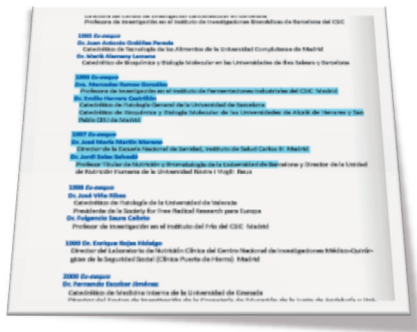 Profesora de Investigación en el Instituto de Investigaciones Biomédicas de Barcelona del CSIC
1995 Ex-aequo
Dr. Juan Antonio Ordóñez Pereda
Catedrático de Tecnología de los Alimentos de la Universidad Complutense de Madrid
Dr. Marià Alemany Lamana
Catedrático de Bioquímica y Biología Molecular en las Universidades de Illes Balears y Barcelona
1996 Ex-aequo
Dra. Mercedes Ramos González
Profesora de Investigación en el Instituto de Fermentaciones Industriales del CSIC Madrid
Dr. Emilio Herrera Castillón
Catedrático de Fisiología General de la Universidad de Barcelona
Catedrático de Bioquímica y Biología Molecular de las Universidades de Alcalá de Henares y San
Pablo CEU de Madrid
1997 Ex-aequo
Dr. José María Martín Moreno
Director de la Escuela Nacional de Sanidad, Instituto de Salud Carlos III Madrid
Dr. Jordi Salas Salvadó
Profesor Titular de Nutrición y Bromatología de la Universidad de Barcelona y Director de la Unidad
de Nutrición Humana de la Universidad Rovira i Virgili Reus
1998 Ex-aequo
Dr. José Viña Ribes
Catedrático de Fisiología de la Universidad de Valencia
Presidente de la Society for Free Radical Research para Europa
Dr. Fulgencio Saura Calixto
Profesor de Investigación en el Instituto del Frío del CSIC Madrid
1999 Dr. Enrique Rojas Hidalgo
Director del Laboratorio de Nutrición Clínica del Centro Nacional de Investigaciones Médico-Quirúr-
gicas de la Seguridad Social (Clínica Puerta de Hierro) Madrid
2000 Ex-aequo
Dr. Fernando Escobar Jiménez
Catedrático de Medicina Interna de la Universidad de Granada